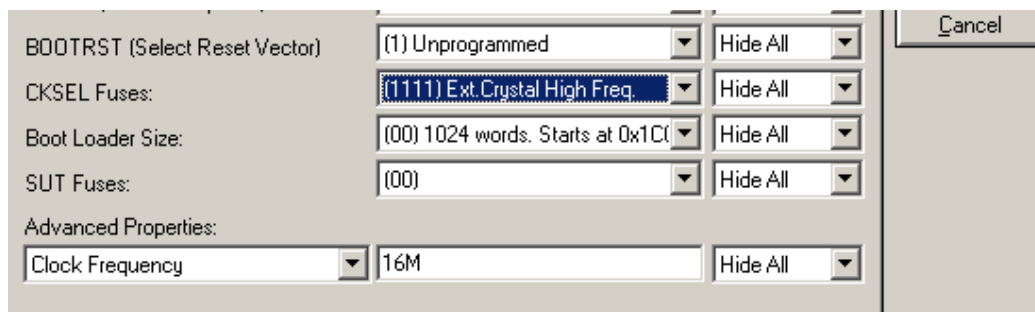 Cancel
BOOTRST (Select Reset Vector) (1) Unprogrammed Hide All
CKSEL Fuses: (1111) Ext.Crystal High Freq. Hide All
Boot Loader Size: (00) 1024 words. Starts at 0x1C( Hide All
SUT Fuses: (00) Hide All
Advanced Properties:
Clock Frequency 16M Hide All